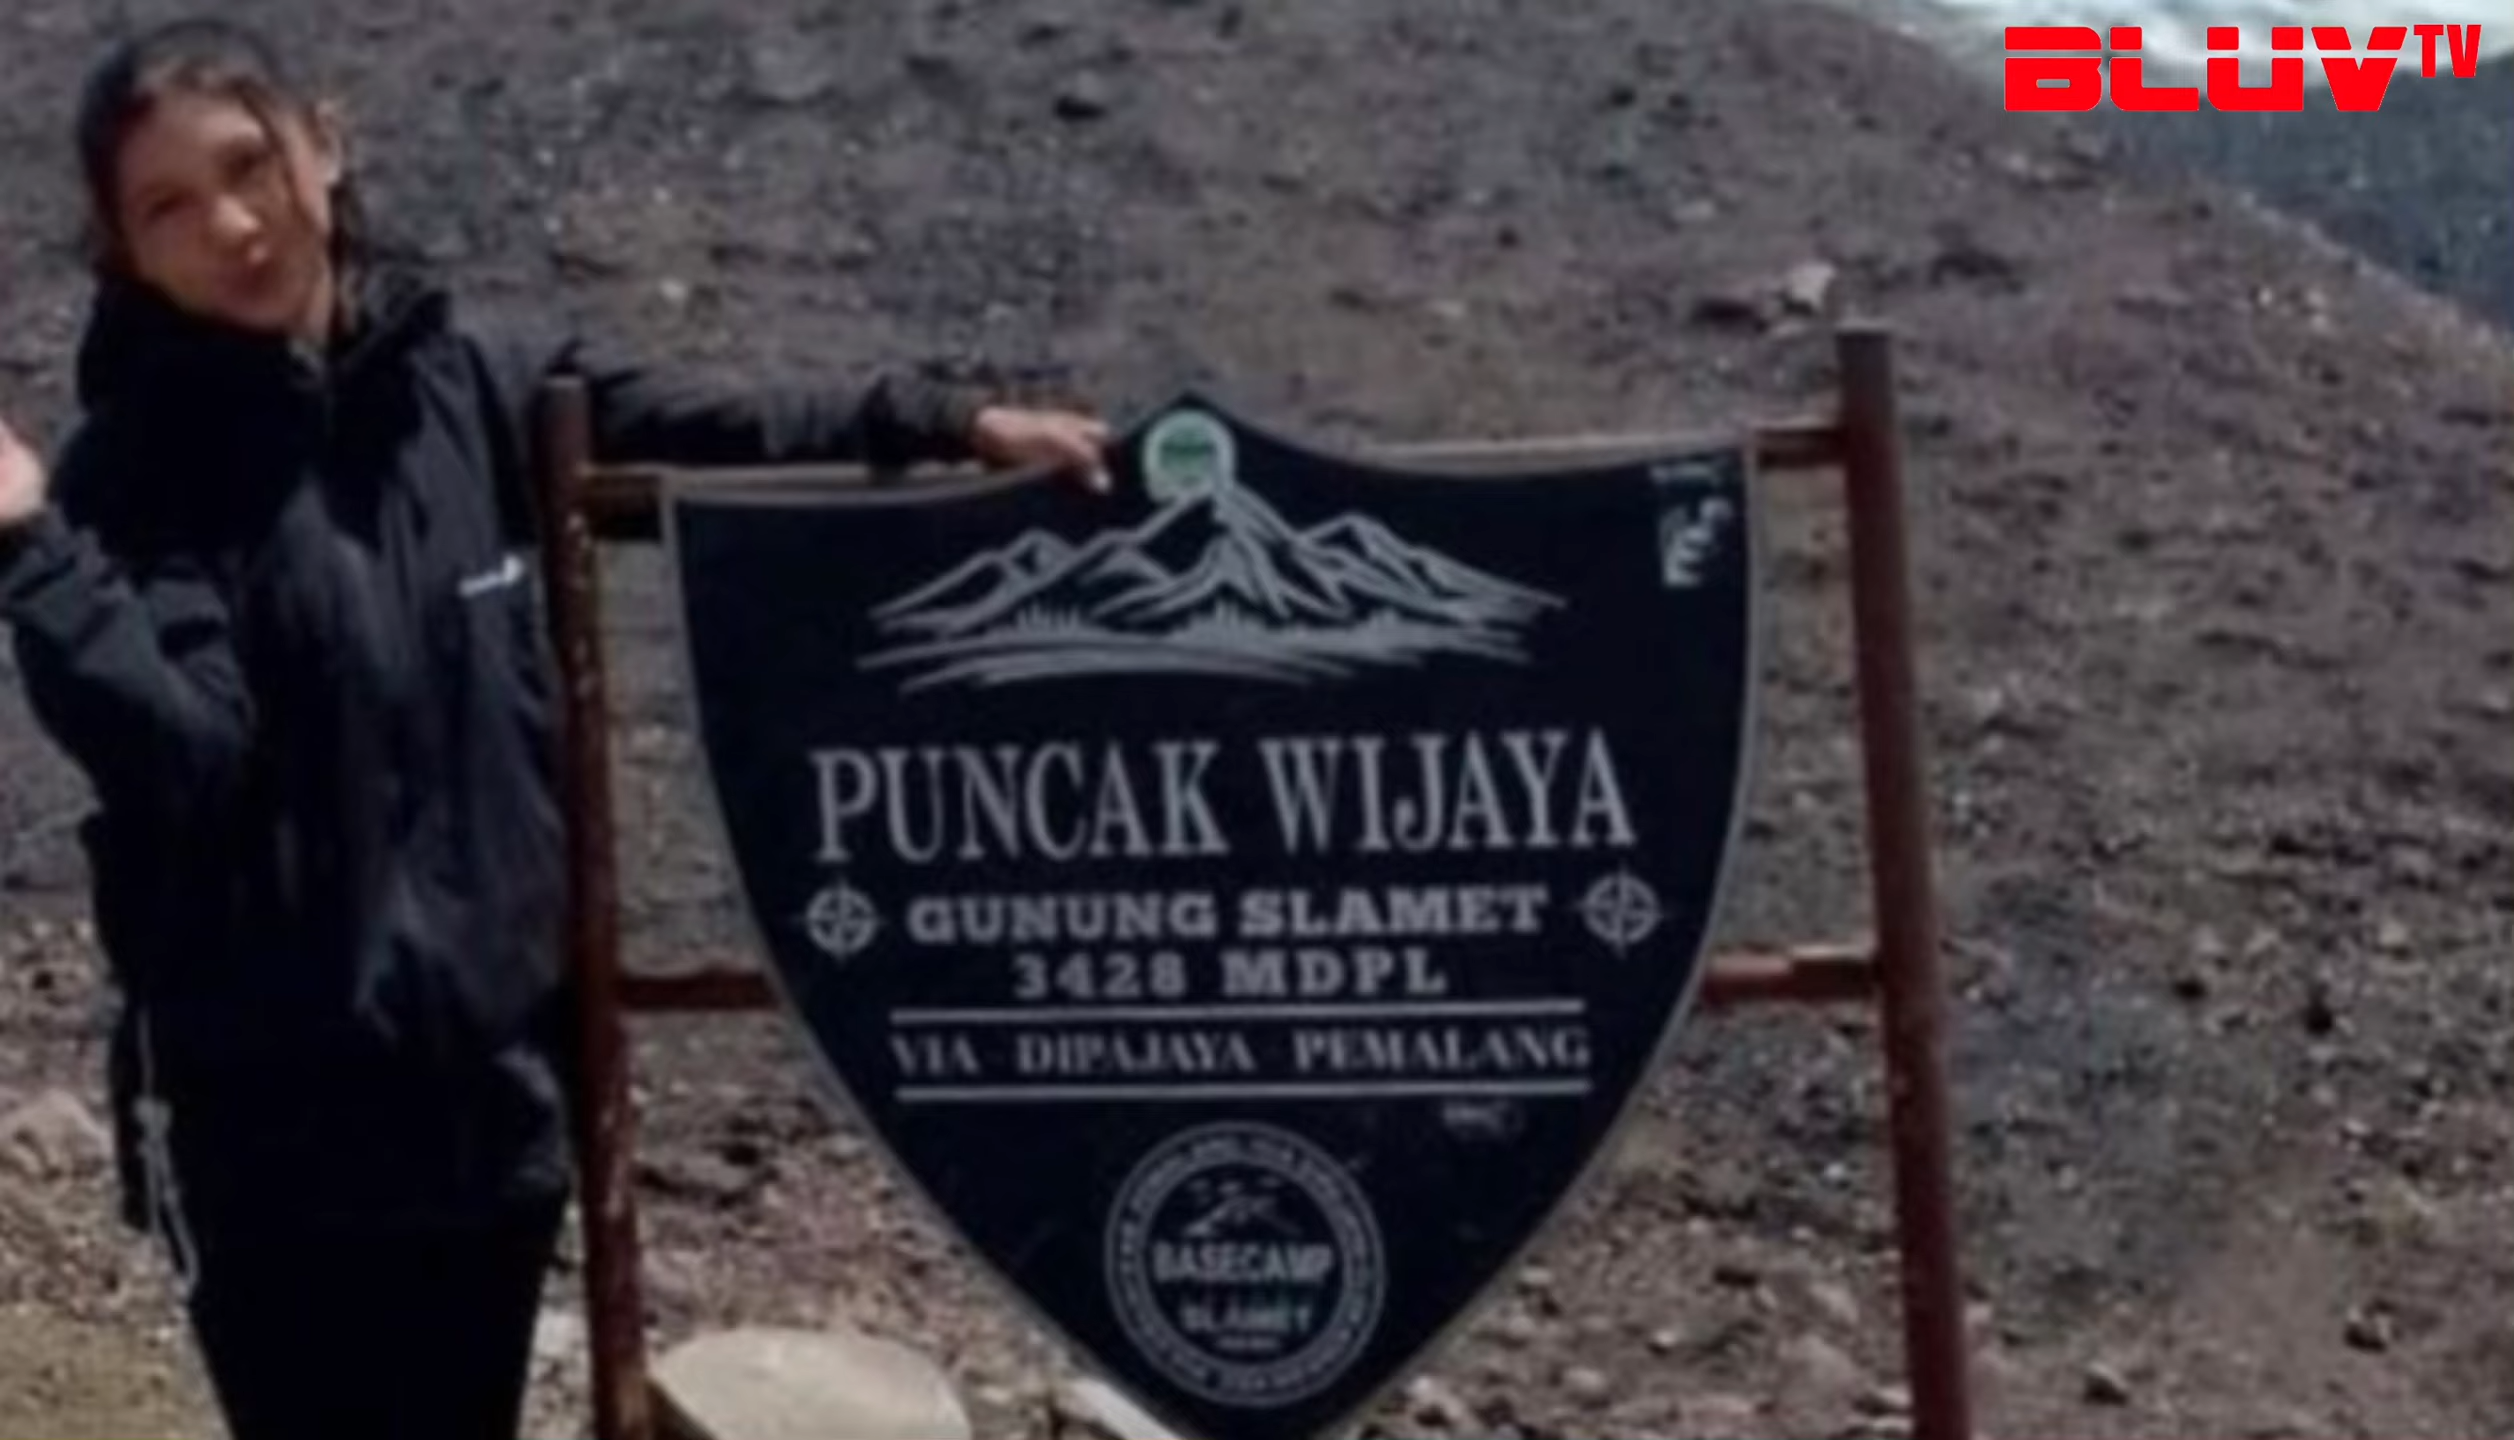 BLUV TV
PUNCAK WIJAYA
GUNUNG SLAMET
3428 MDPL
VIA DIPAJAYA PEMALANG
BASECAMP
SLAMET